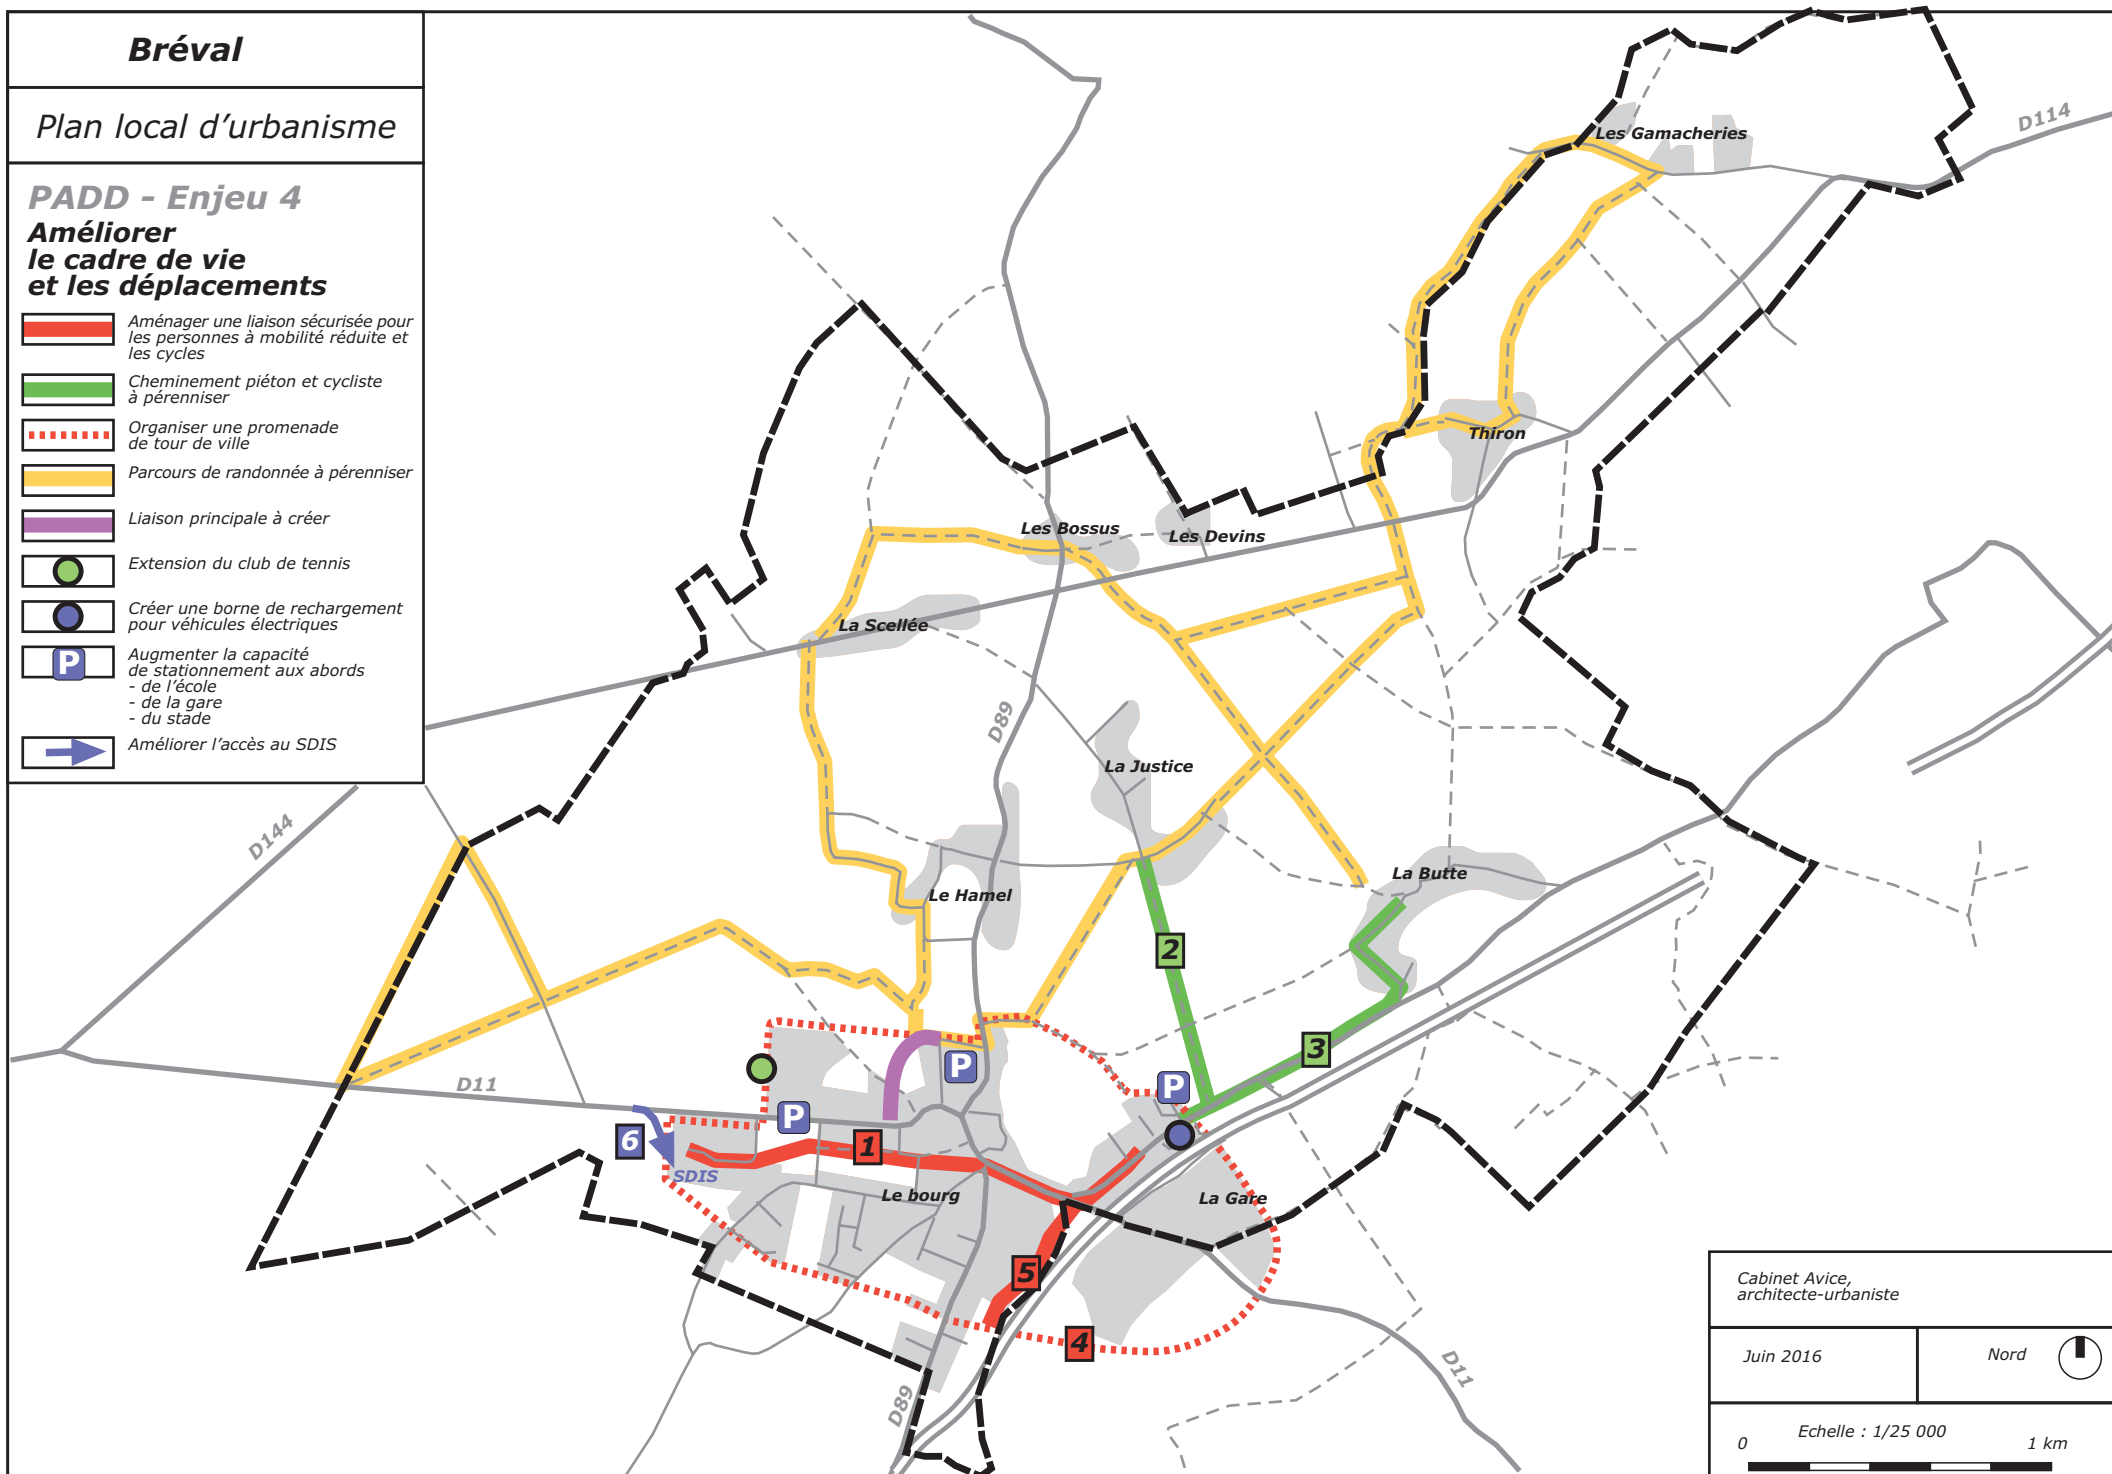 Bréval
Plan local d'urbanisme
PADD - Enjeu 4
Améliorer
le cadre de vie
et les déplacements
Aménager une liaison sécurisée pour
les personnes à mobilité réduite et
les cycles
Cheminement piéton et cycliste
à pérenniser
Organiser une promenade
de tour de ville
Parcours de randonnée à pérenniser
Liaison principale à créer
Extension du club de tennis
Créer une borne de rechargement
pour véhicules électriques
P
Augmenter la capacité
de stationnement aux abords
- de l'école
- de la gare
- du stade
Améliorer l'accès au SDIS
Les Gamacheries
D114
Thiron
Les Bossus
Les Devins
La Scellée
D89
La Justice
D144
Le Hamel
La Butte
2
3
P
P
P
D11
1
6
SDIS
Le bourg
La Gare
5
4
D11
D89
Cabinet Avice,
architecte-urbaniste
Juin 2016
Nord
Echelle : 1/25 000
0
1 km